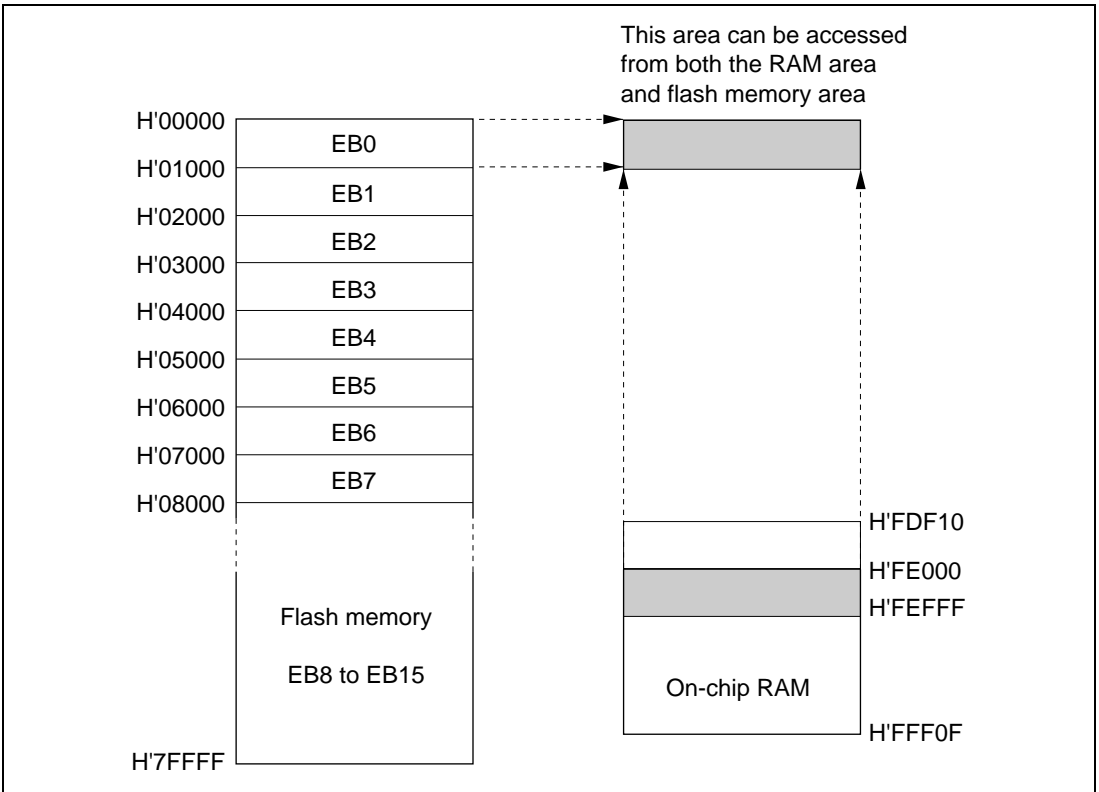 This area can be accessed
from both the RAM area
and flash memory area
H'00000
EB0
H'01000
EB1
H'02000
EB2
H'03000
EB3
H'04000
EB4
H'05000
EB5
H'06000
EB6
H'07000
EB7
H'08000
H'FDF10
H'FE000
H'FEFFF
Flash memory
EB8 to EB15
On-chip RAM
H'FFF0F
H'7FFFF